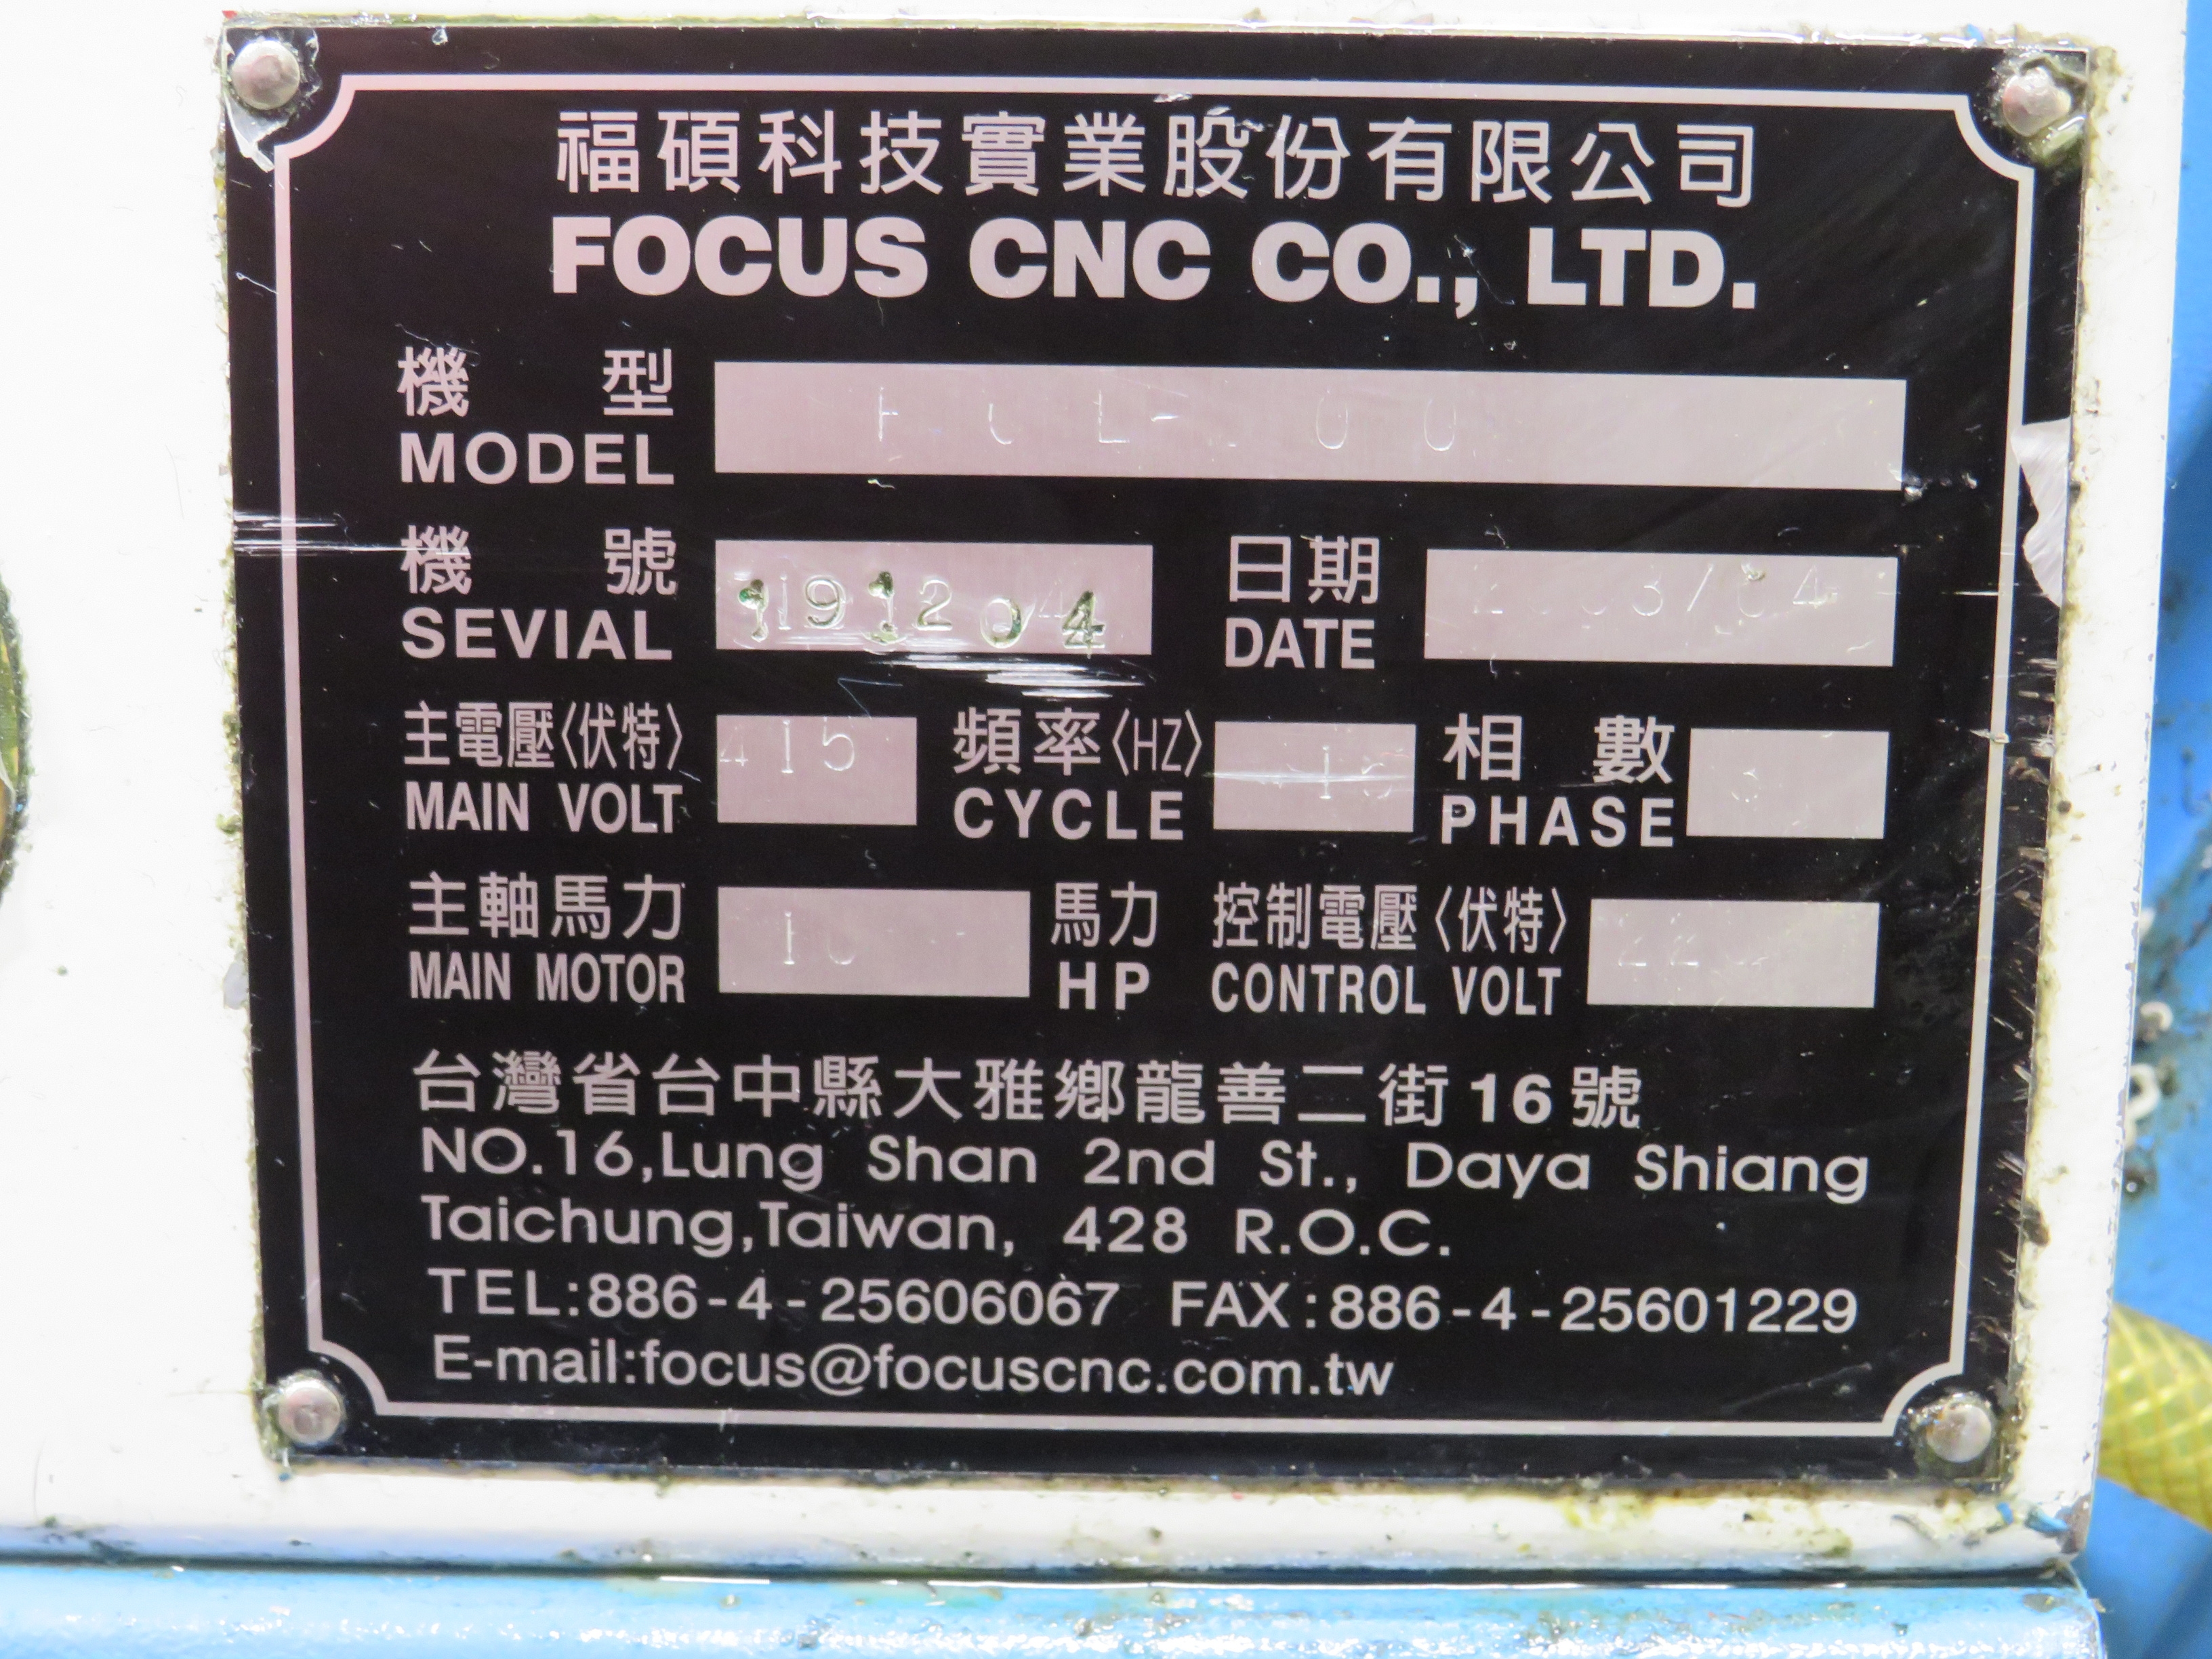 福碩科技實業股份有限公司
FOCUS CNC CO., LTD.
機型
MODEL
機號
SEVIAL
日期
DATE
主電壓〈伏特〉 415 頻率〈HZ〉 相數 3
MAIN VOLT CYCLE PHASE
主軸馬力 馬力 控制電壓〈伏特〉
MAIN MOTOR HP CONTROL VOLT
台灣省台中縣大雅鄉龍善二街16號
NO.16,Lung Shan 2nd St., Daya Shiang
Taichung,Taiwan, 428 R.O.C.
TEL:886-4-25606067 FAX:886-4-25601229
E-mail:focus@focuscnc.com.tw